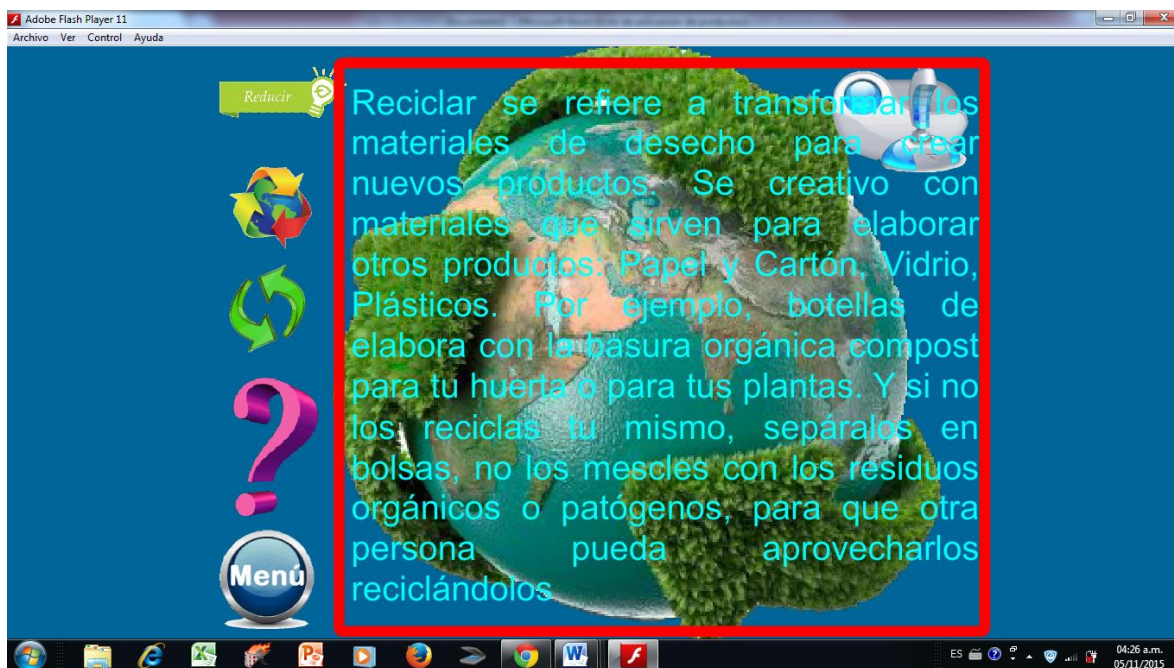 Adobe Flash Player 11
Archivo Ver Control Ayuda
Reducir
Reciclar se refiere a transformar los
materiales de desecho para crear
nuevos productos. Se creativo con
materiales que sirven para elaborar
otros productos: Papel y Cartón, Vidrio,
Plásticos. Por ejemplo, botellas de
elabora con la basura orgánica compost
para tu huerta o para tus plantas. Y si no
los reciclas tu mismo, sepáralos en
bolsas, no los mescles con los residuos
orgánicos o patógenos, para que otra
persona pueda aprovecharlos
reciclándolos
?
Menú
ES
04:26 a.m.
05/11/2015